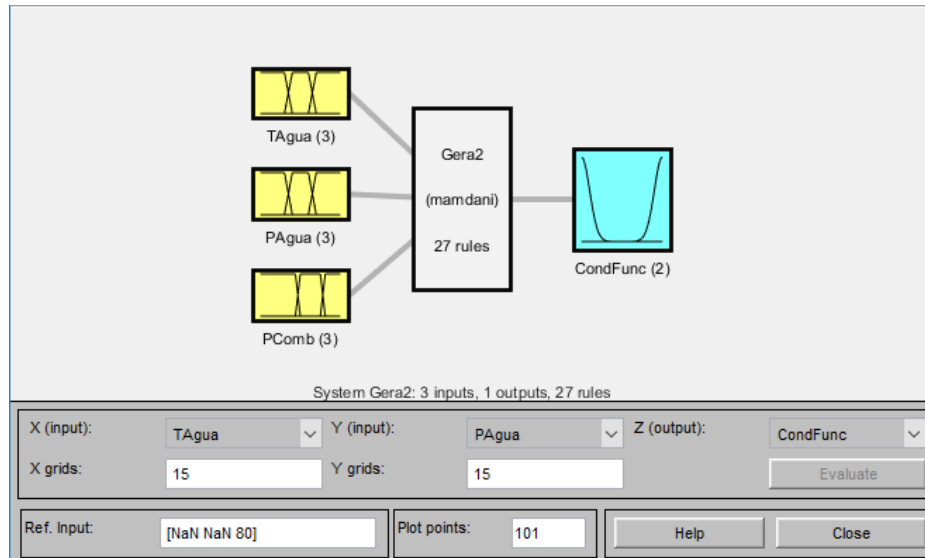 TAgua (3)
Gera2
(mamdani)
PAgua (3)
27 rules
CondFunc (2)
PComb (3)
System Gera2: 3 inputs, 1 outputs, 27 rules
X (input): TAgua Y (input): PAgua Z (output): CondFunc
X grids: 15 Y grids: 15 Evaluate
Ref. Input: [NaN NaN 80] Plot points: 101 Help Close